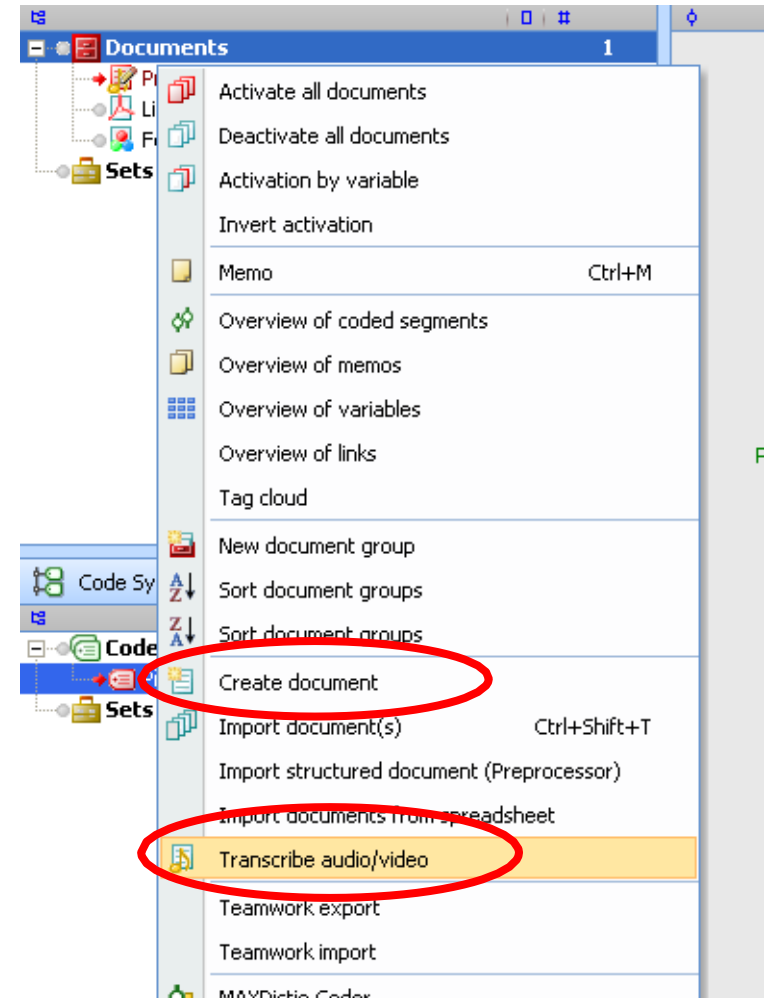 Documents 1
Activate all documents
Li
Deactivate all documents
Sets
Activation by variable
Invert activation
Memo Ctrl+M
Overview of coded segments
Overview of memos
Overview of variables
Overview of links
Tag cloud
New document group
Code Sy
Sort document groups
Sort document groups
Code
Create document
Sets
Import document(s) Ctrl+Shift+T
Import structured document (Preprocessor)
Import documents from spreadsheet
Transcribe audio/video
Teamwork export
Teamwork import
MAXDictio Coder